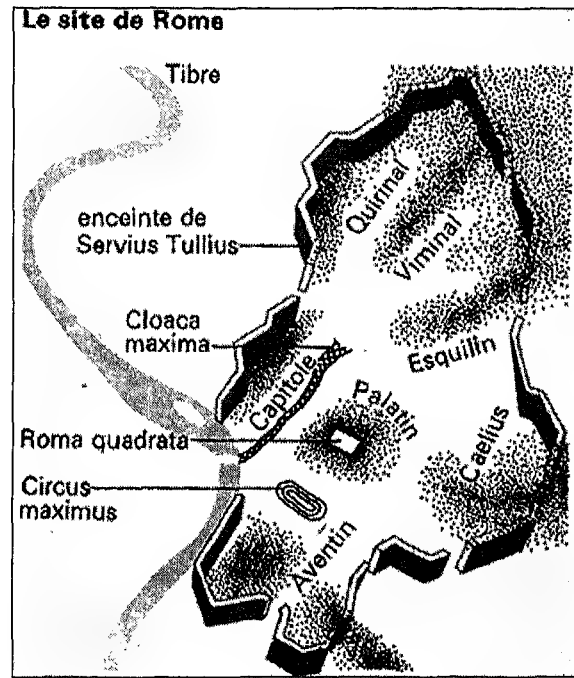 Le site de Rome
Tibre
enceinte de
Servius Tullius
Quirinal
Viminal
Cloaca
maxima
Esquilin
Capitole
Palatin
Roma quadrata
Caelius
Circus
maximus
Aventin